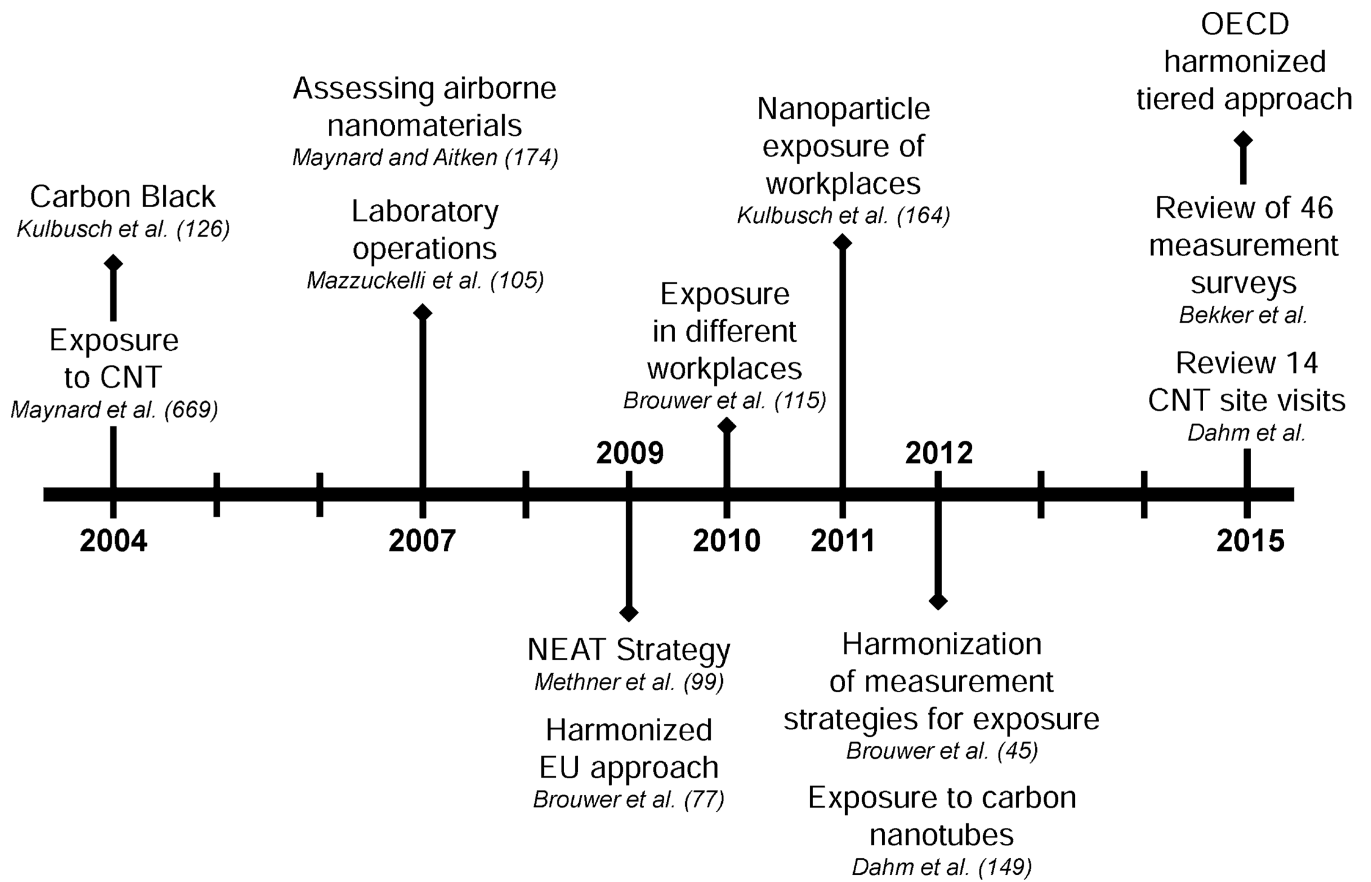 Carbon Black
Kulbusch et al. (126)
Exposure
to CNT
Maynard et al. (669)
2004
Assessing airborne
nanomaterials
Maynard and Aitken (174)
Laboratory
operations
Mazzuckelli et al. (105)
2007
2009
NEAT Strategy
Methner et al. (99)
Harmonized
EU approach
Brouwer et al. (77)
Exposure
in different
workplaces
Brouwer et al. (115)
2010
Nanoparticle
exposure of
workplaces
Kulbusch et al. (164)
2011
2012
Harmonization
of measurement
strategies for exposure
Brouwer et al. (45)
Exposure to carbon
nanotubes
Dahm et al. (149)
OECD
harmonized
tiered approach
Review of 46
measurement
surveys
Bekker et al.
Review 14
CNT site visits
Dahm et al.
2015